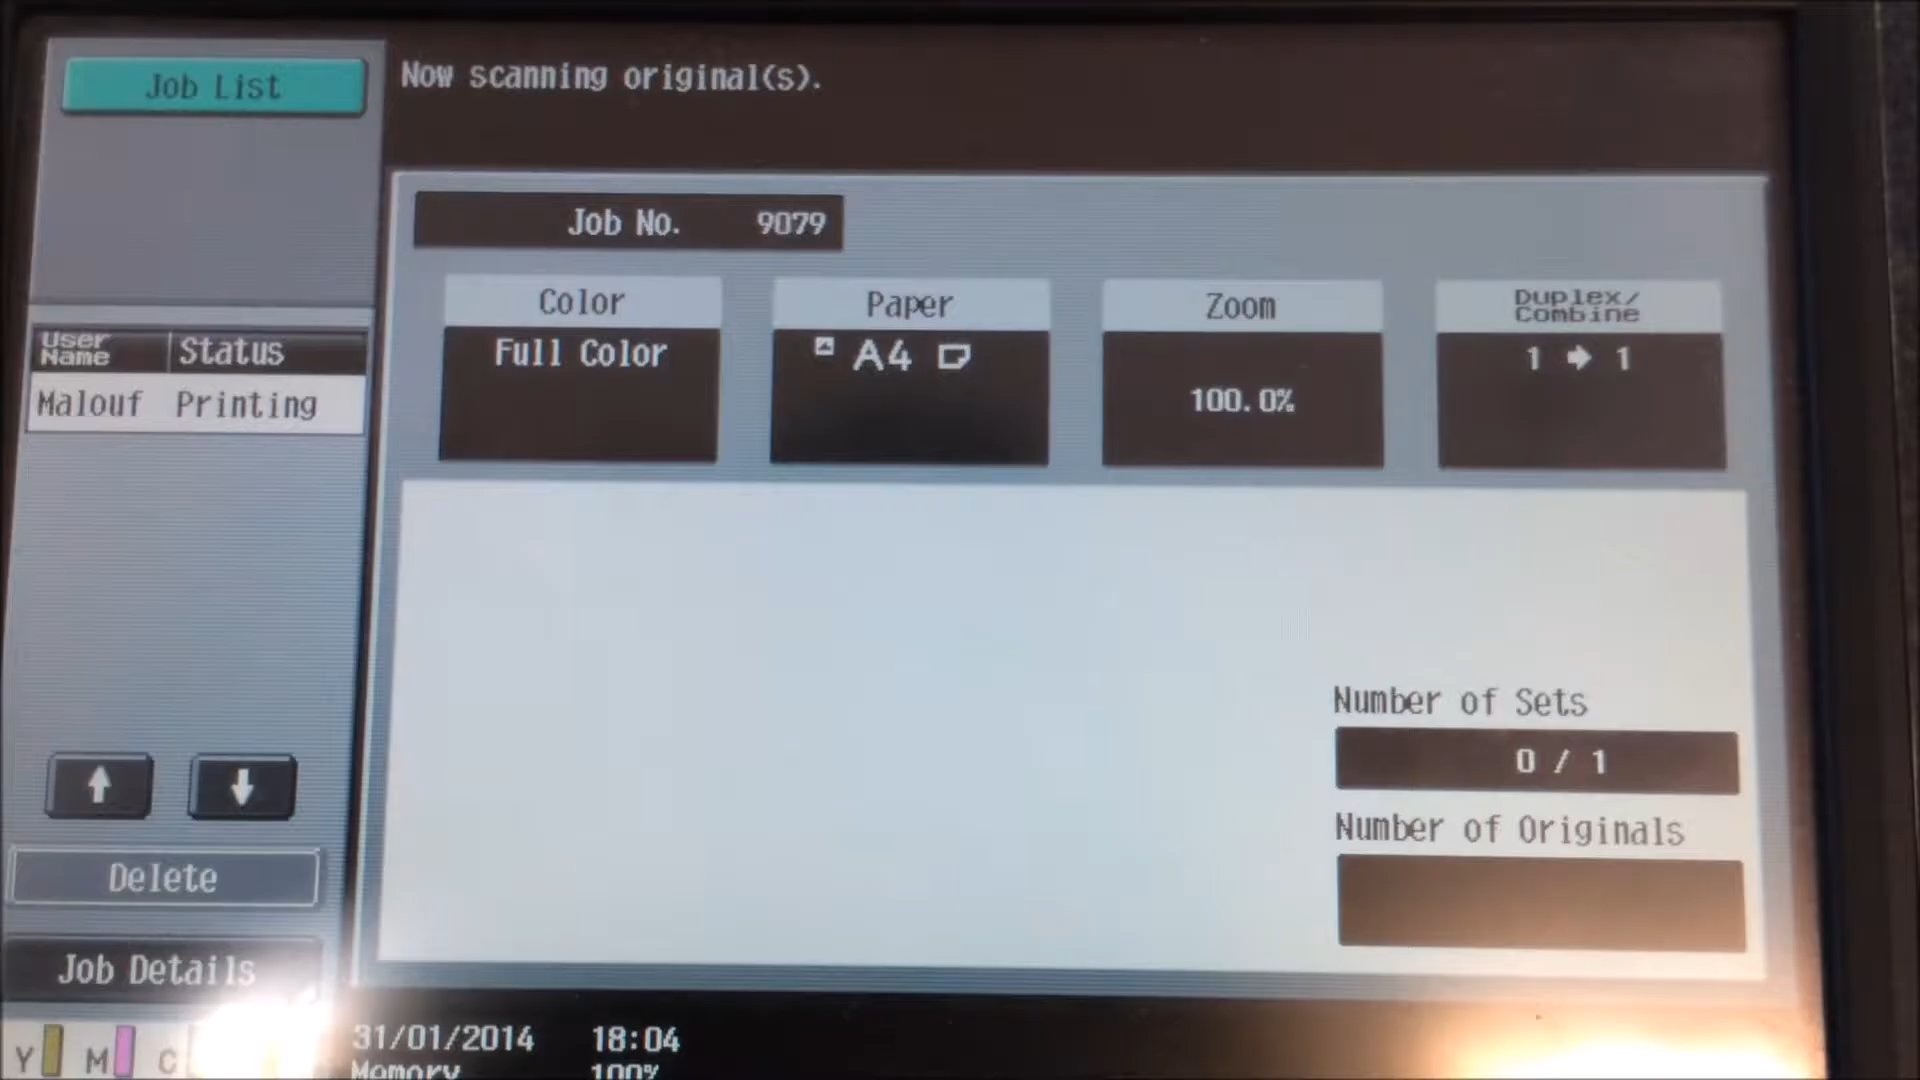 Job List
Now scanning original(s).
Job No. 9079
Color
Full Color
Paper
A4
Zoom
100.0%
Duplex/
Combine
1 → 1
User
Name
Status
Malouf Printing
Number of Sets
0 / 1
Number of Originals
Delete
Job Details
Y M C
31/01/2014 18:04
Memory 100%